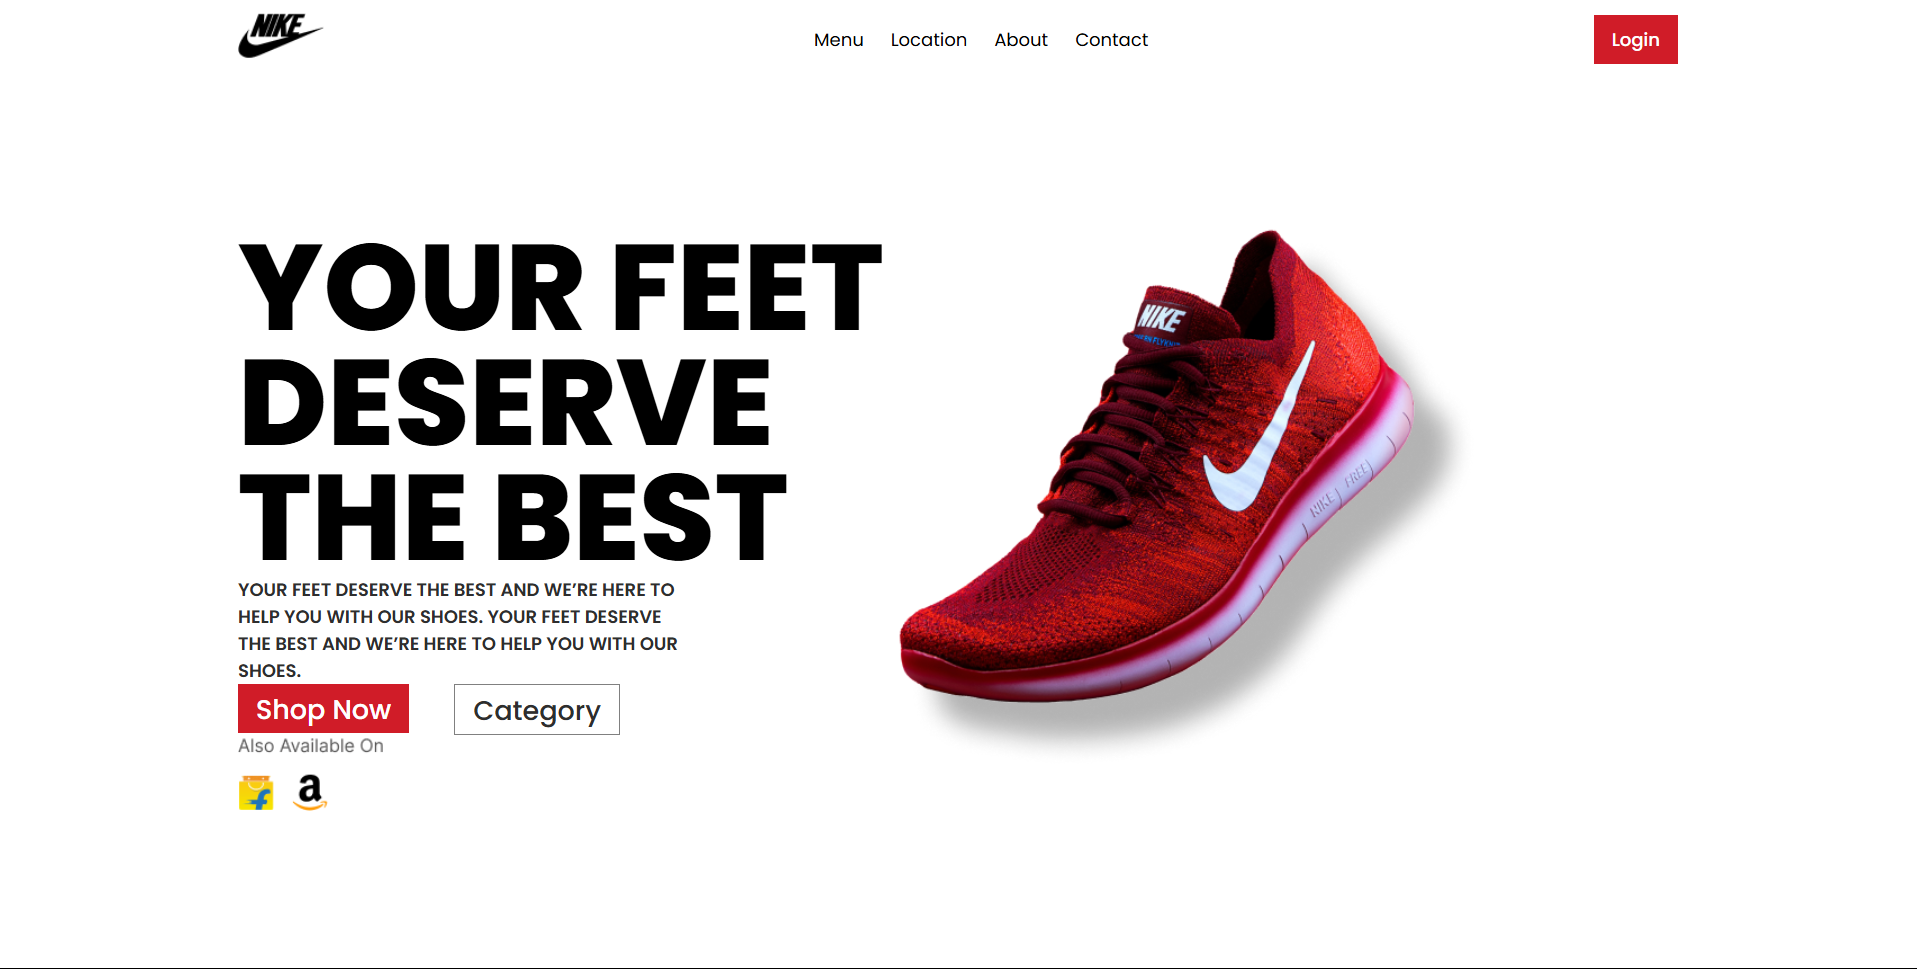 NIKE
Menu Location About Contact
Login
YOUR FEET
DESERVE
THE BEST
YOUR FEET DESERVE THE BEST AND WE’RE HERE TO
HELP YOU WITH OUR SHOES. YOUR FEET DESERVE
THE BEST AND WE’RE HERE TO HELP YOU WITH OUR
SHOES.
Shop Now
Category
Also Available On
f
a
NIKE
NIKE FREE